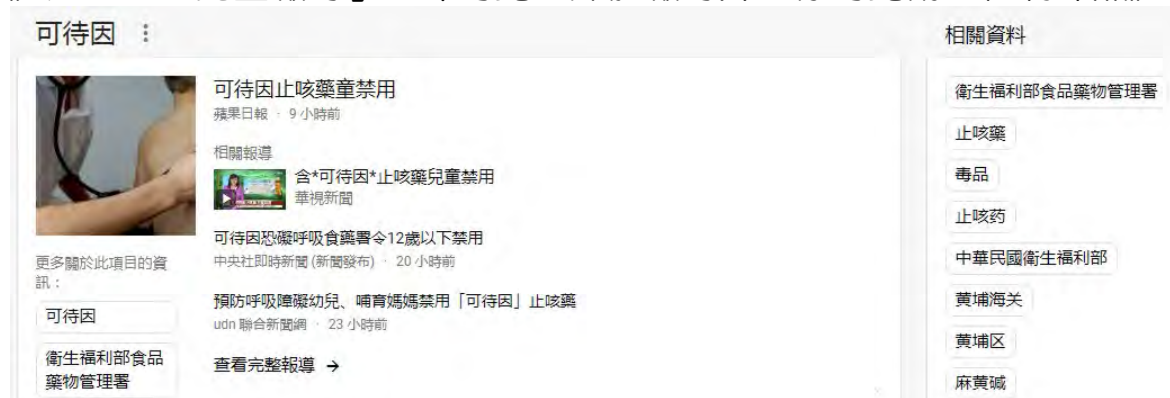 可待因
可待因止咳藥童禁用
蘋果日報 · 9 小時前
相關報導
含*可待因*止咳藥兒童禁用
華視新聞
可待因恐礙呼吸食藥署令12歲以下禁用
中央社即時新聞 (新聞發布) · 20 小時前
預防呼吸障礙幼兒、哺育媽媽禁用「可待因」止咳藥
udn 聯合新聞網 · 23 小時前
查看完整報導 →
更多關於此項目的資
訊：
可待因
衛生福利部食品
藥物管理署
相關資料
衛生福利部食品藥物管理署
止咳藥
毒品
止咳药
中華民國衛生福利部
黄埔海关
黄埔区
麻黄碱